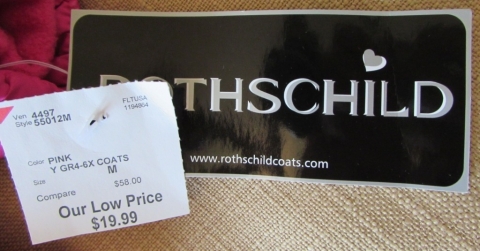 ROTHSCHILD
www.rothschildcoats.com
Ven 4497
Style 55012M
FLTUSA
1194864
Color PINK
Y GR4-6X COATS
Size M
Compare $58.00
Our Low Price
$19.99